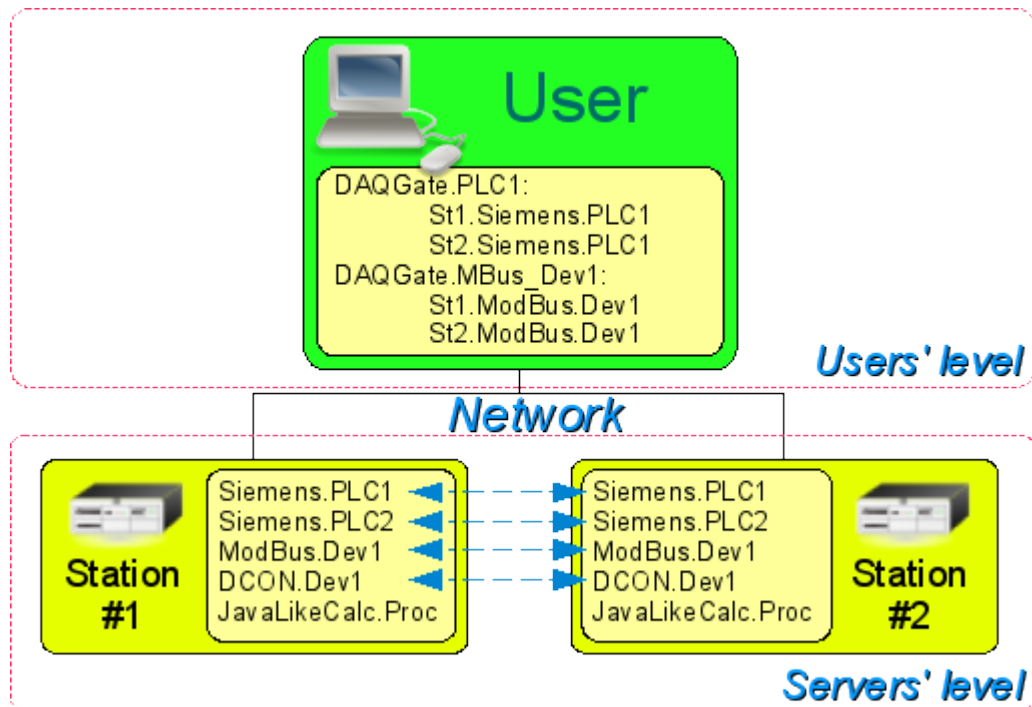 User
DAQGate.PLC1:
St1.Siemens.PLC1
St2.Siemens.PLC1
DAQGate.MBus_Dev1:
St1.ModBus.Dev1
St2.ModBus.Dev1
Users' level
Network
Station
#1
Siemens.PLC1
Siemens.PLC2
ModBus.Dev1
DCON.Dev1
JavaLikeCalc.Proc
Siemens.PLC1
Siemens.PLC2
ModBus.Dev1
DCON.Dev1
JavaLikeCalc.Proc
Station
#2
Servers' level